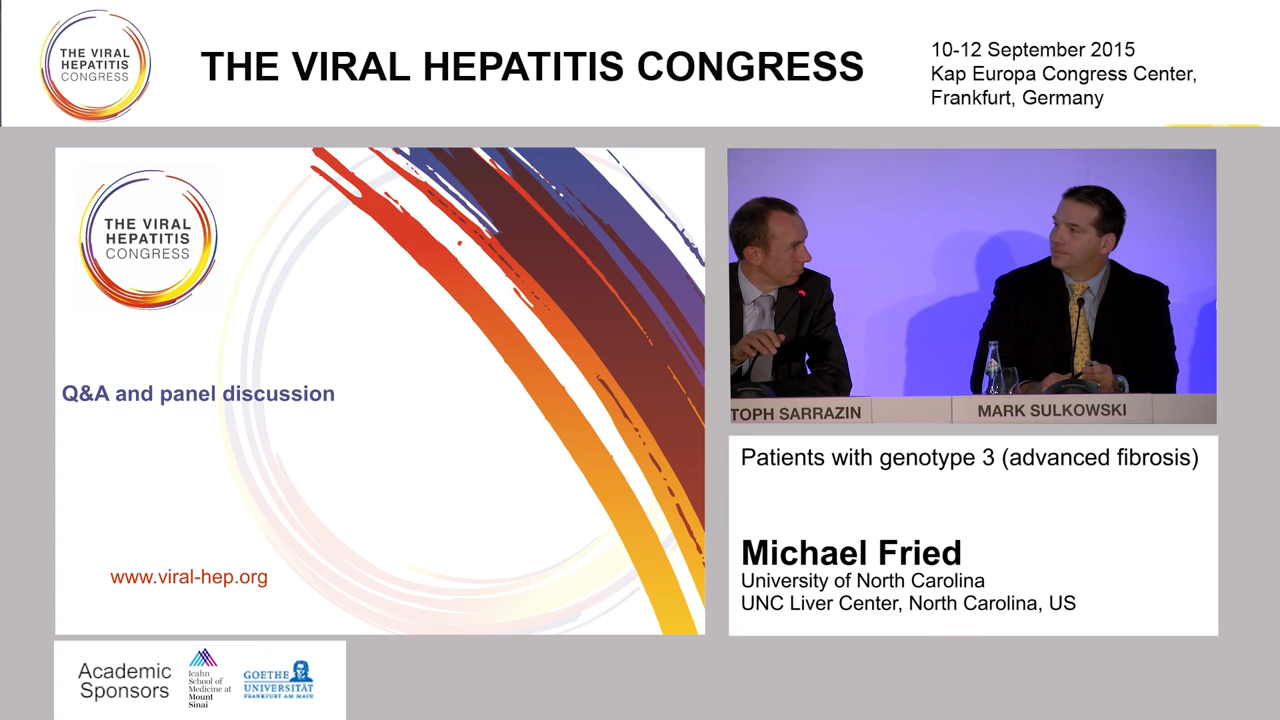 THE VIRAL
HEPATITIS
CONGRESS
THE VIRAL HEPATITIS CONGRESS
10-12 September 2015
Kap Europa Congress Center,
Frankfurt, Germany
THE VIRAL
HEPATITIS
CONGRESS
Q&A and panel discussion
www.viral-hep.org
TOPH SARRAZIN
MARK SULKOWSKI
Patients with genotype 3 (advanced fibrosis)
Michael Fried
University of North Carolina
UNC Liver Center, North Carolina, US
Academic
Sponsors
Icahn
School of
Medicine at
Mount
Sinai
GOETHE
UNIVERSITÄT
FRANKFURT AM MAIN